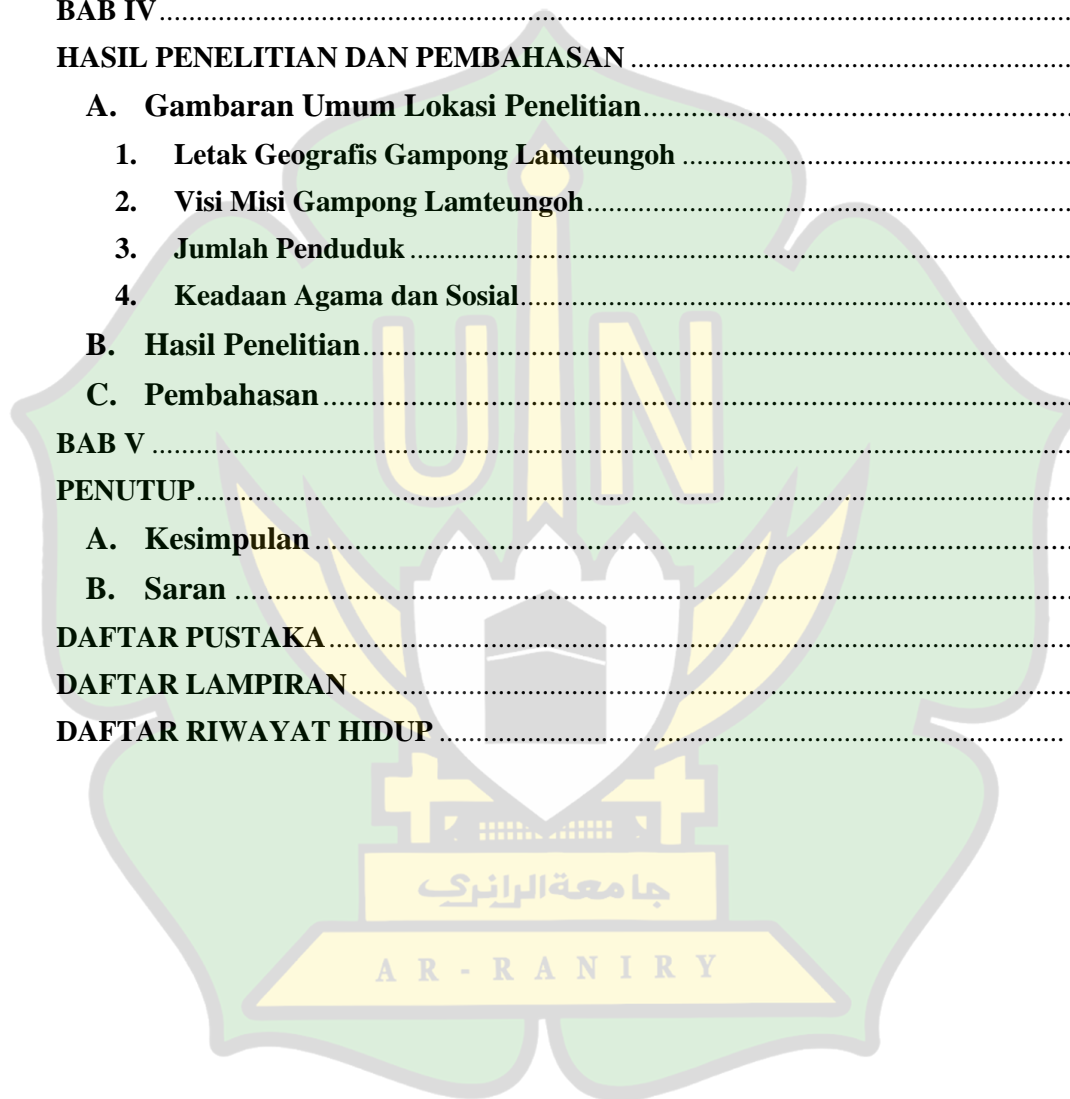 BAB IV
HASIL PENELITIAN DAN PEMBAHASAN
A. Gambaran Umum Lokasi Penelitian
1. Letak Geografis Gampong Lamteungoh
2. Visi Misi Gampong Lamteungoh
3. Jumlah Penduduk
4. Keadaan Agama dan Sosial
B. Hasil Penelitian
C. Pembahasan
BAB V
PENUTUP
A. Kesimpulan
B. Saran
DAFTAR PUSTAKA
DAFTAR LAMPIRAN
DAFTAR RIWAYAT HIDUP
UIN
جامعة الرانري
AR-RANIRY